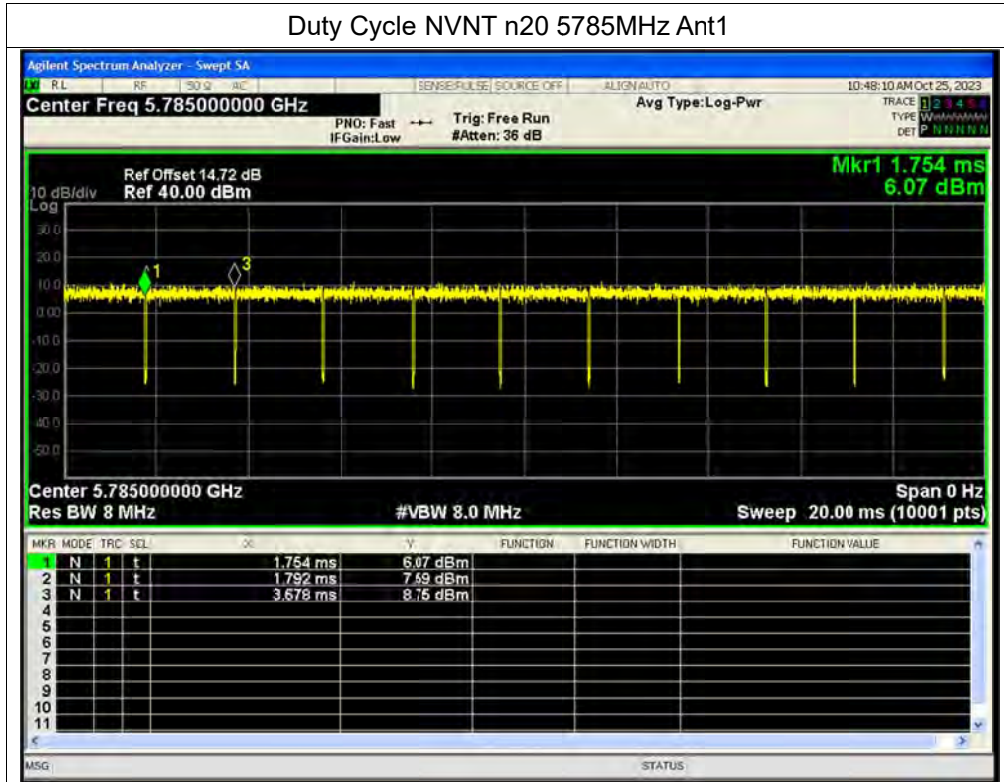 Duty Cycle NVNT n20 5785MHz Ant1
Agilent Spectrum Analyzer - Swept SA
RL RF 50 Ω AC SENSE:PULSE SOURCE OFF ALIGN AUTO 10:48:10 AM Oct 25, 2023
Center Freq 5.785000000 GHz Avg Type:Log-Pwr TRACE 1 2 3 4 5 6
PNO: Fast Trig: Free Run TYPE W
IFGain:Low #Atten: 36 dB DET P N N N N N
Mkr1 1.754 ms
Ref Offset 14.72 dB
10 dB/div Ref 40.00 dBm 6.07 dBm
Log
30.0
20.0
10.0
0.00
-10.0
-20.0
-30.0
-40.0
-50.0
1
3
Center 5.785000000 GHz Span 0 Hz
Res BW 8 MHz #VBW 8.0 MHz Sweep 20.00 ms (10001 pts)
MKR MODE TRC SCL X Y FUNCTION FUNCTION WIDTH FUNCTION VALUE
1 N 1 t 1.754 ms 6.07 dBm
2 N 1 t 1.792 ms 7.59 dBm
3 N 1 t 3.678 ms 8.75 dBm
4
5
6
7
8
9
10
11
MSG STATUS